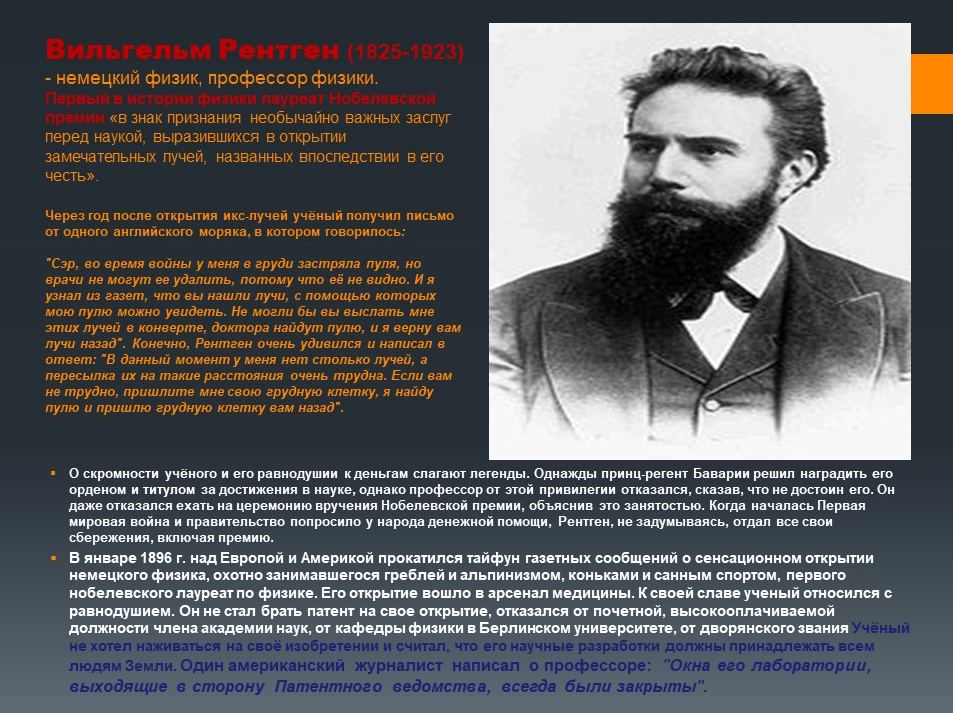 Вильгельм Рентген (1825-1923)
- немецкий физик, профессор физики.
Первый в истории физики лауреат Нобелевской
премии «в знак признания необычайно важных заслуг
перед наукой, выразившихся в открытии
замечательных лучей, названных впоследствии в его
честь».
Через год после открытия икс-лучей учёный получил письмо
от одного английского моряка, в котором говорилось:
"Сэр, во время войны у меня в груди застряла пуля, но
врачи не могут ее удалить, потому что её не видно. И я
узнал из газет, что вы нашли лучи, с помощью которых
мою пулю можно увидеть. Не могли бы вы выслать мне
этих лучей в конверте, доктора найдут пулю, и я верну вам
лучи назад". Конечно, Рентген очень удивился и написал в
ответ: "В данный момент у меня нет столько лучей, а
пересылка их на такие расстояния очень трудна. Если вам
не трудно, пришлите мне свою грудную клетку, я найду
пулю и пришлю грудную клетку вам назад".
▪ О скромности учёного и его равнодушии к деньгам слагают легенды. Однажды принц-регент Баварии решил наградить его
орденом и титулом за достижения в науке, однако профессор от этой привилегии отказался, сказав, что не достоин его. Он
даже отказался ехать на церемонию вручения Нобелевской премии, объяснив это занятостью. Когда началась Первая
мировая война и правительство попросило у народа денежной помощи, Рентген, не задумываясь, отдал все свои
сбережения, включая премию.
▪ В январе 1896 г. над Европой и Америкой прокатился тайфун газетных сообщений о сенсационном открытии
немецкого физика, охотно занимавшегося греблей и альпинизмом, коньками и санным спортом, первого
нобелевского лауреат по физике. Его открытие вошло в арсенал медицины. К своей славе ученый относился с
равнодушием. Он не стал брать патент на свое открытие, отказался от почетной, высокооплачиваемой
должности члена академии наук, от кафедры физики в Берлинском университете, от дворянского звания Учёный
не хотел наживаться на своё изобретении и считал, что его научные разработки должны принадлежать всем
людям Земли. Один американский журналист написал о профессоре: "Окна его лаборатории,
выходящие в сторону Патентного ведомства, всегда были закрыты".